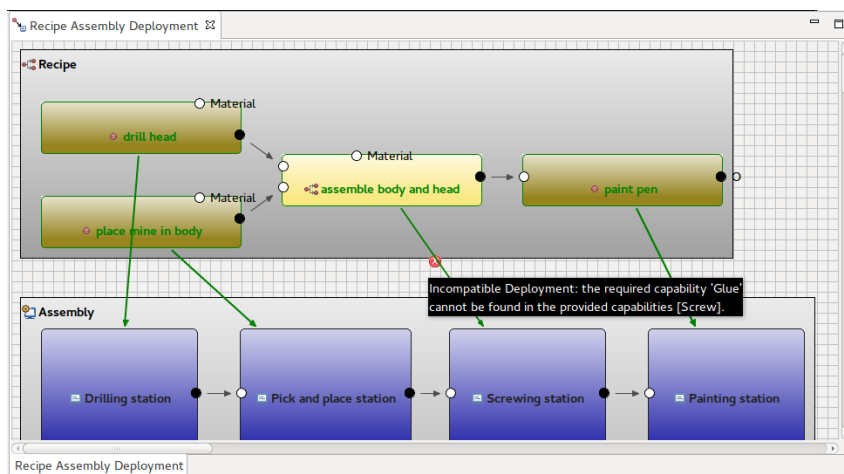 Recipe Assembly Deployment
Recipe
Material
drill head
Material
assemble body and head
paint pen
Material
place mine in body
Incompatible Deployment: the required capability 'Glue'
cannot be found in the provided capabilities [Screw].
Assembly
Drilling station
Pick and place station
Screwing station
Painting station
Recipe Assembly Deployment